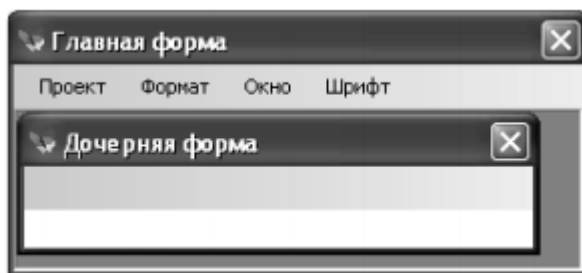 Главная форма
Проект Формат Окно Шрифт
Дочерняя форма